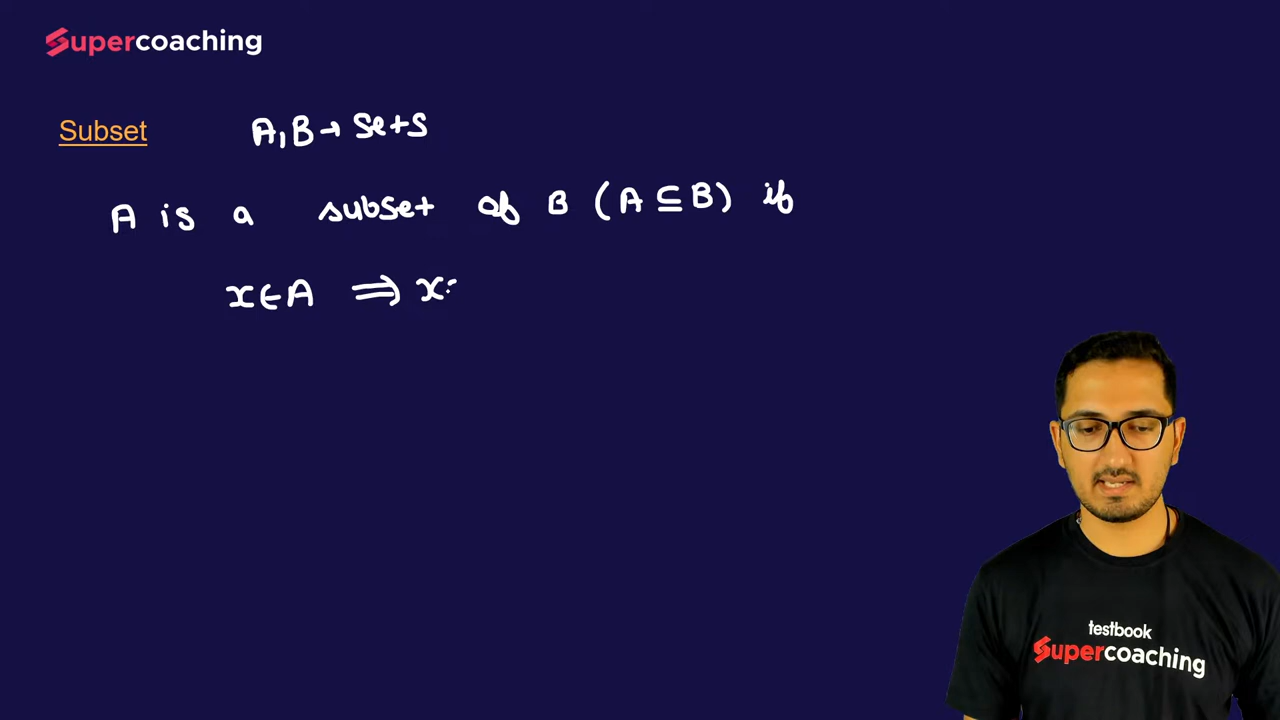 Supercoaching
Subset A, B → Sets
A is a subset of B (A ⊆ B) if
x ∈ A ⟹ x
testbook
Supercoaching